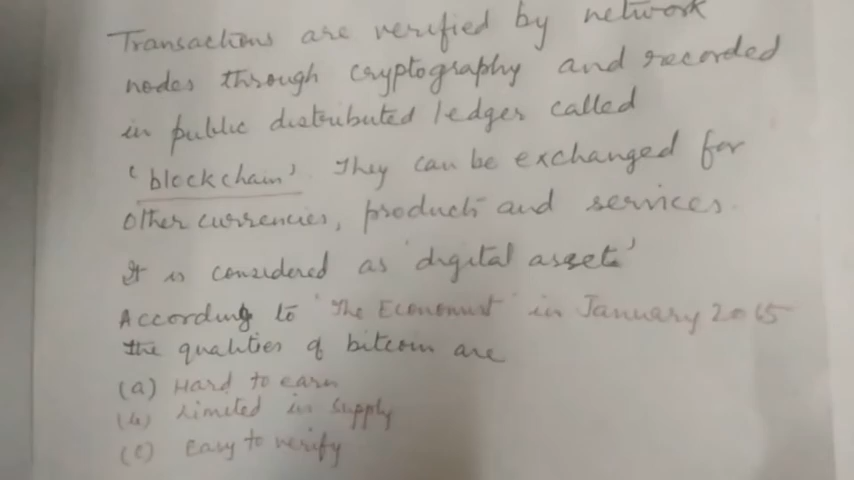 Transactions are verified by network
nodes through cryptography and recorded
in public distributed ledger called
'blockchain'. They can be exchanged for
other currencies, products and services.
It is considered as 'digital asset'
According to 'The Economist' in January 2015
the qualities of bitcoin are
(a) Hard to earn
(b) Limited in supply
(c) Easy to verify